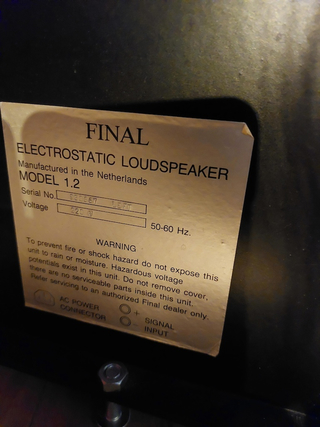 FINAL
ELECTROSTATIC LOUDSPEAKER
Manufactured in the Netherlands
MODEL 1.2
Serial No.
Voltage
50-60 Hz.
WARNING
To prevent fire or shock hazard do not expose this
unit to rain or moisture. Hazardous voltage
potentials exist in this unit. Do not remove cover,
there are no serviceable parts inside this unit.
Refer servicing to an authorized Final dealer only.
AC POWER
CONNECTOR
+ SIGNAL
- INPUT